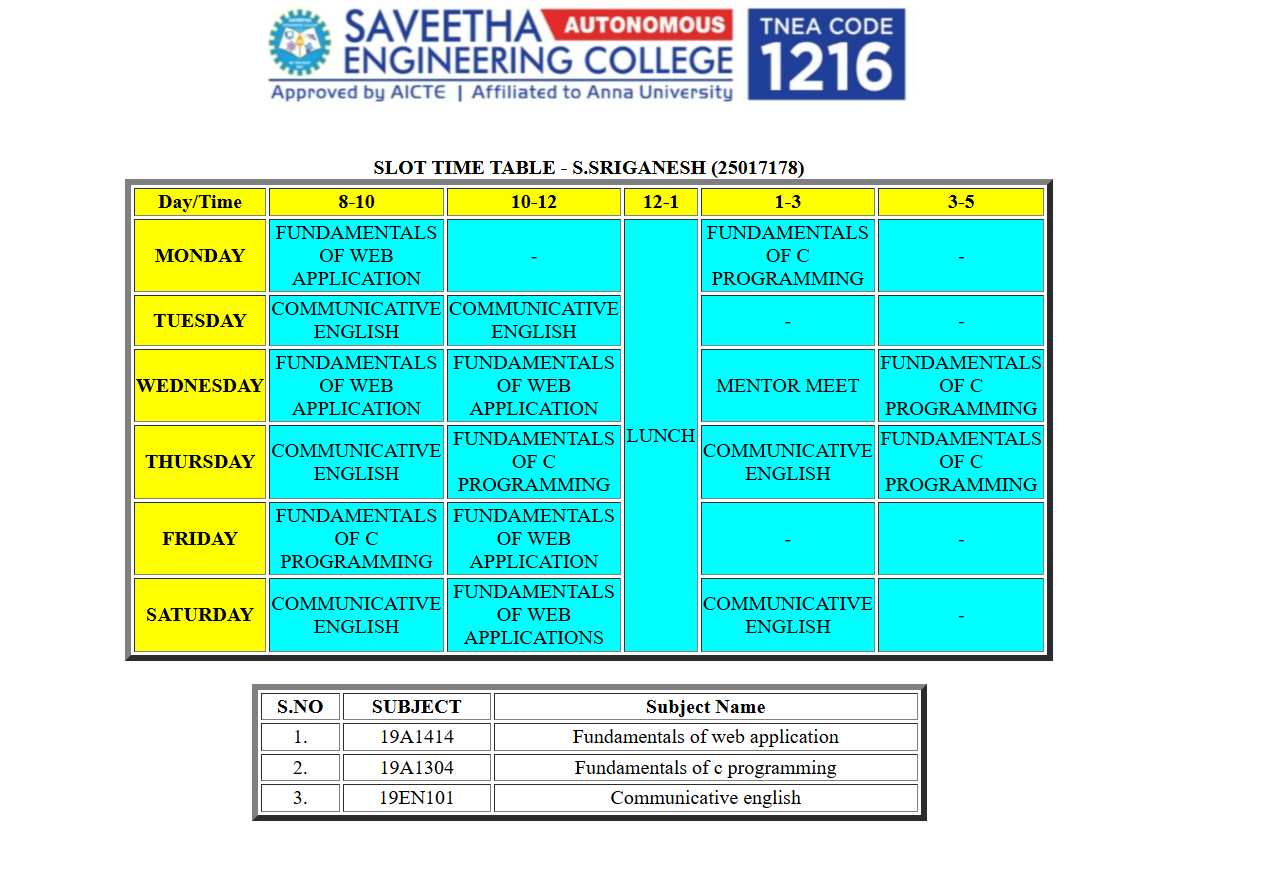 SAVEETHA AUTONOMOUS
ENGINEERING COLLEGE
Approved by AICTE | Affiliated to Anna University
TNEA CODE
1216
SLOT TIME TABLE - S.SRIGANESH (25017178)
Day/Time 8-10 10-12 12-1 1-3 3-5
MONDAY
FUNDAMENTALS
OF WEB
APPLICATION
-
LUNCH
FUNDAMENTALS
OF C
PROGRAMMING
-
TUESDAY
COMMUNICATIVE
ENGLISH
COMMUNICATIVE
ENGLISH
-
-
WEDNESDAY
FUNDAMENTALS
OF WEB
APPLICATION
FUNDAMENTALS
OF WEB
APPLICATION
MENTOR MEET
FUNDAMENTALS
OF C
PROGRAMMING
THURSDAY
COMMUNICATIVE
ENGLISH
FUNDAMENTALS
OF C
PROGRAMMING
COMMUNICATIVE
ENGLISH
FUNDAMENTALS
OF C
PROGRAMMING
FRIDAY
FUNDAMENTALS
OF C
PROGRAMMING
FUNDAMENTALS
OF WEB
APPLICATION
-
-
SATURDAY
COMMUNICATIVE
ENGLISH
FUNDAMENTALS
OF WEB
APPLICATIONS
COMMUNICATIVE
ENGLISH
-
S.NO SUBJECT Subject Name
1. 19A1414 Fundamentals of web application
2. 19A1304 Fundamentals of c programming
3. 19EN101 Communicative english